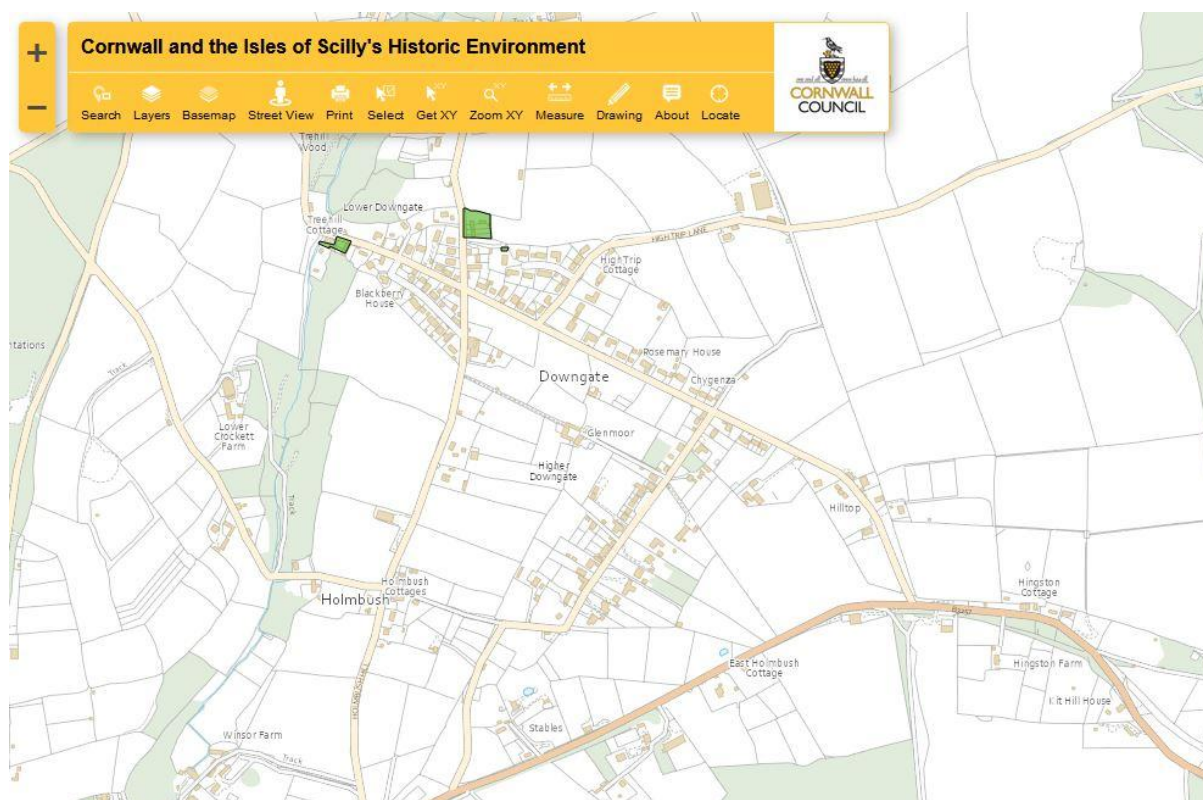 +
−
Cornwall and the Isles of Scilly's Historic Environment
Search Layers Basemap Street View Print Select Get XY Zoom XY Measure Drawing About Locate
CORNWALL
COUNCIL
Trehill
Wood
Lower Downgate
Treehill
Cottage
HIGH TRIP LANE
High Trip
Cottage
Blackberry
House
ntations
Track
Rosemary House
Chygenza
Downgate
Lower
Crockett
Farm
Glenmoor
Higher
Downgate
Track
Hilltop
Holmbush
Cottages
Holmbush
Hingston
Cottage
East Holmbush
Cottage
Hingston Farm
Kit Hill House
Stables
Winsor Farm
Track